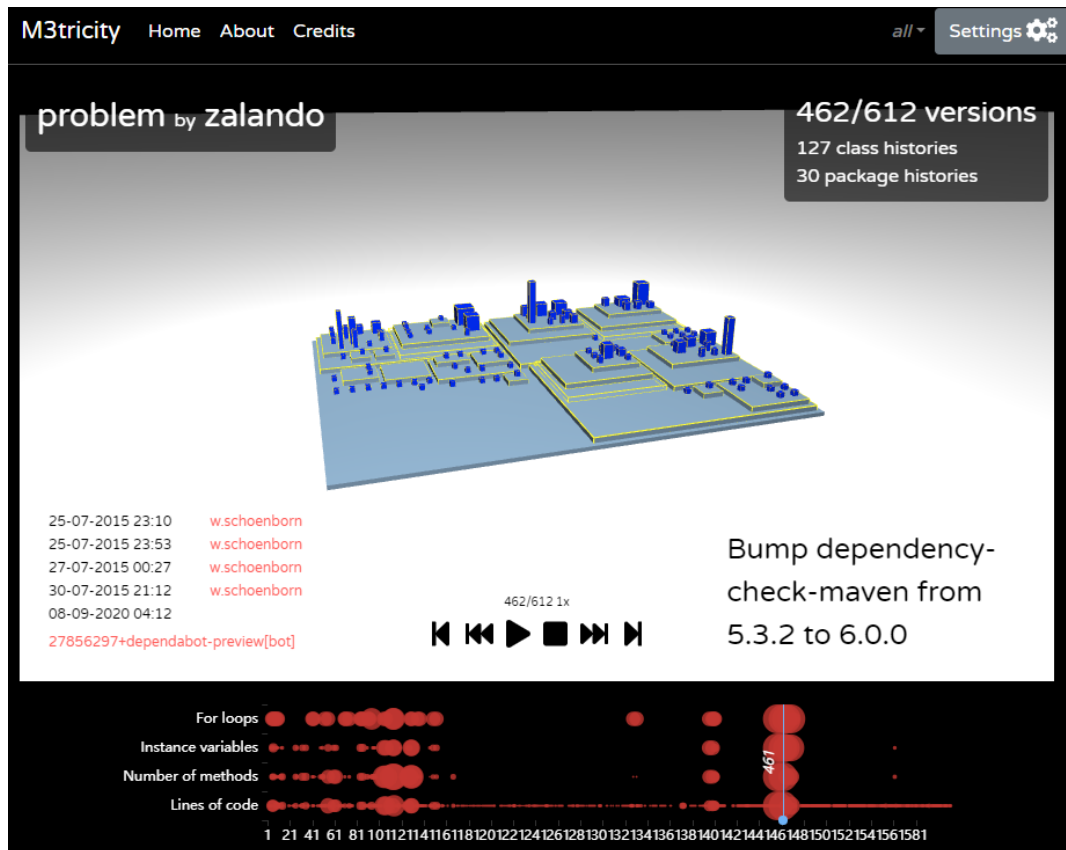 M3tricity Home About Credits all Settings
problem by zalando
462/612 versions
127 class histories
30 package histories
25-07-2015 23:10 w.schoenborn
25-07-2015 23:53 w.schoenborn
27-07-2015 00:27 w.schoenborn
30-07-2015 21:12 w.schoenborn
08-09-2020 04:12
27856297+dependabot-preview[bot]
462/612 1x
Bump dependency-
check-maven from
5.3.2 to 6.0.0
For loops
Instance variables
Number of methods
Lines of code
461
1 21 41 61 81 101 121 141 161 181 201 221 241 261 281 301 321 341 361 381 401 421 441 461 481 501 521 541 561 581